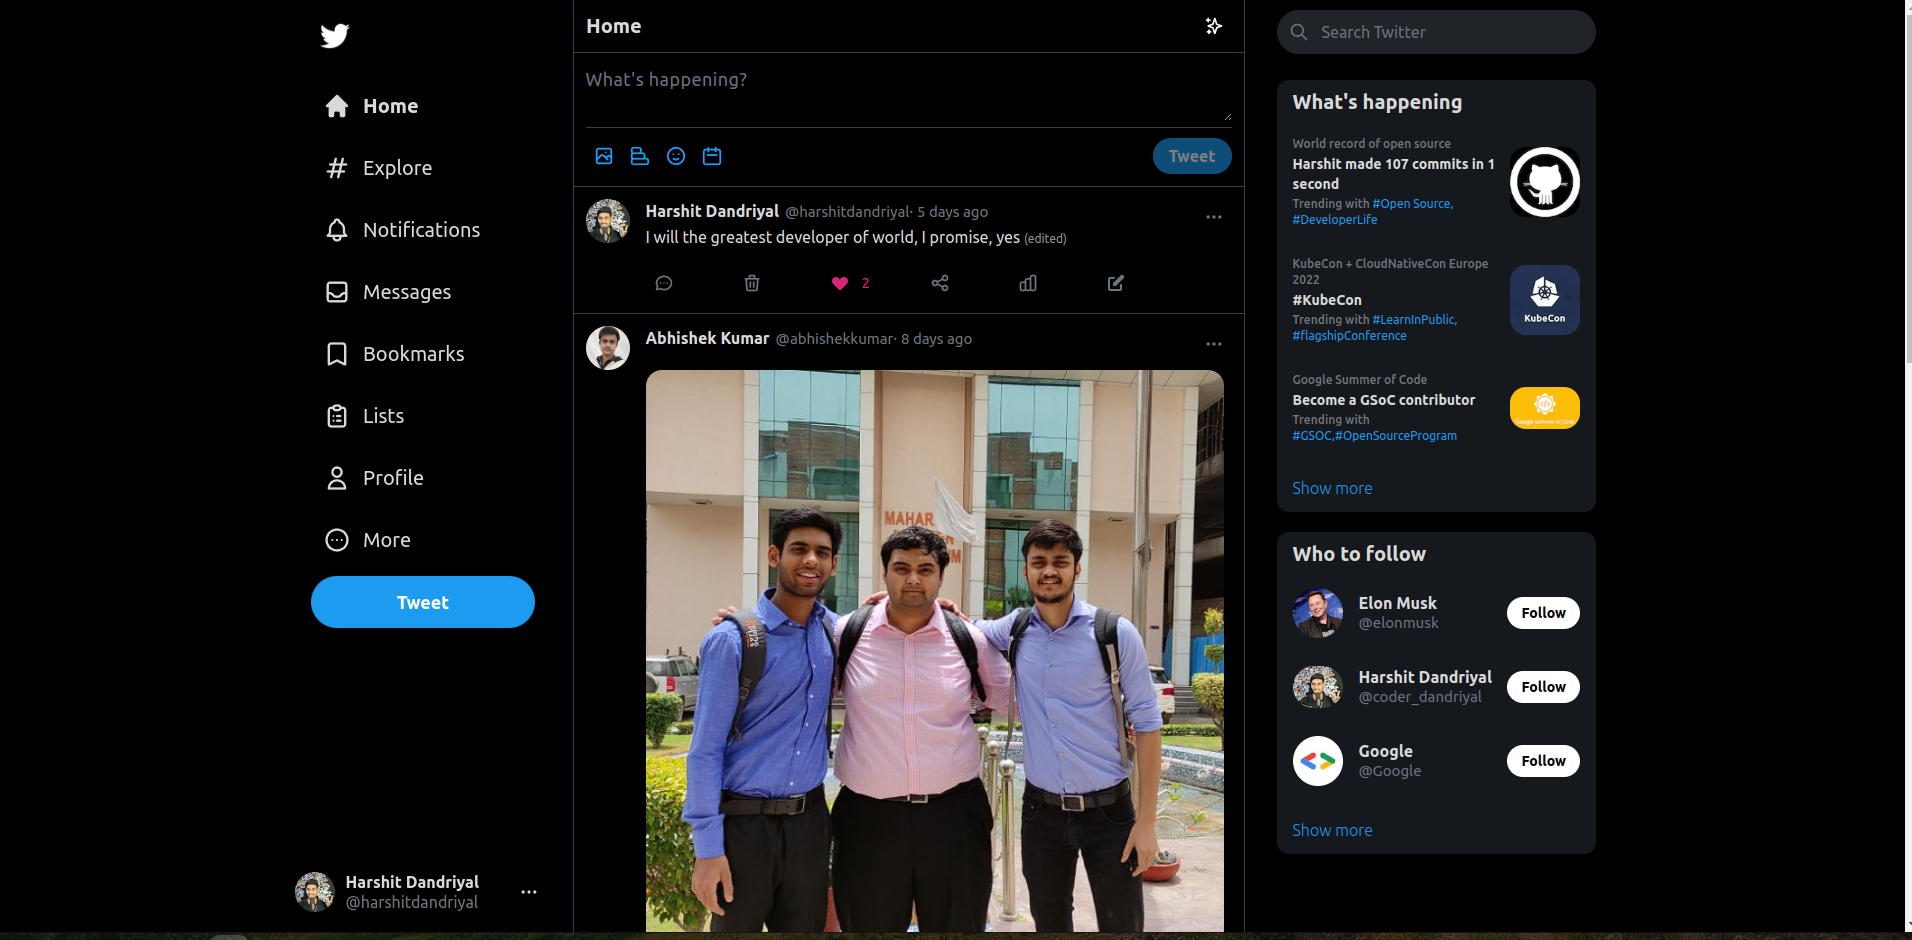 Home
Explore
Notifications
Messages
Bookmarks
Lists
Profile
More
Tweet
Harshit Dandriyal
@harshitdandriyal
Home
What's happening?
Tweet
Harshit Dandriyal @harshitdandriyal· 5 days ago
I will the greatest developer of world, I promise, yes (edited)
2
Abhishek Kumar @abhishekkumar· 8 days ago
MAHAR
Search Twitter
What's happening
World record of open source
Harshit made 107 commits in 1
second
Trending with #Open Source,
#DeveloperLife
KubeCon + CloudNativeCon Europe
2022
#KubeCon
Trending with #LearnInPublic,
#flagshipConference
KubeCon
Google Summer of Code
Become a GSoC contributor
Trending with
#GSOC,#OpenSourceProgram
Google Summer of Code
Show more
Who to follow
Elon Musk
@elonmusk
Follow
Harshit Dandriyal
@coder_dandriyal
Follow
Google
@Google
Follow
Show more